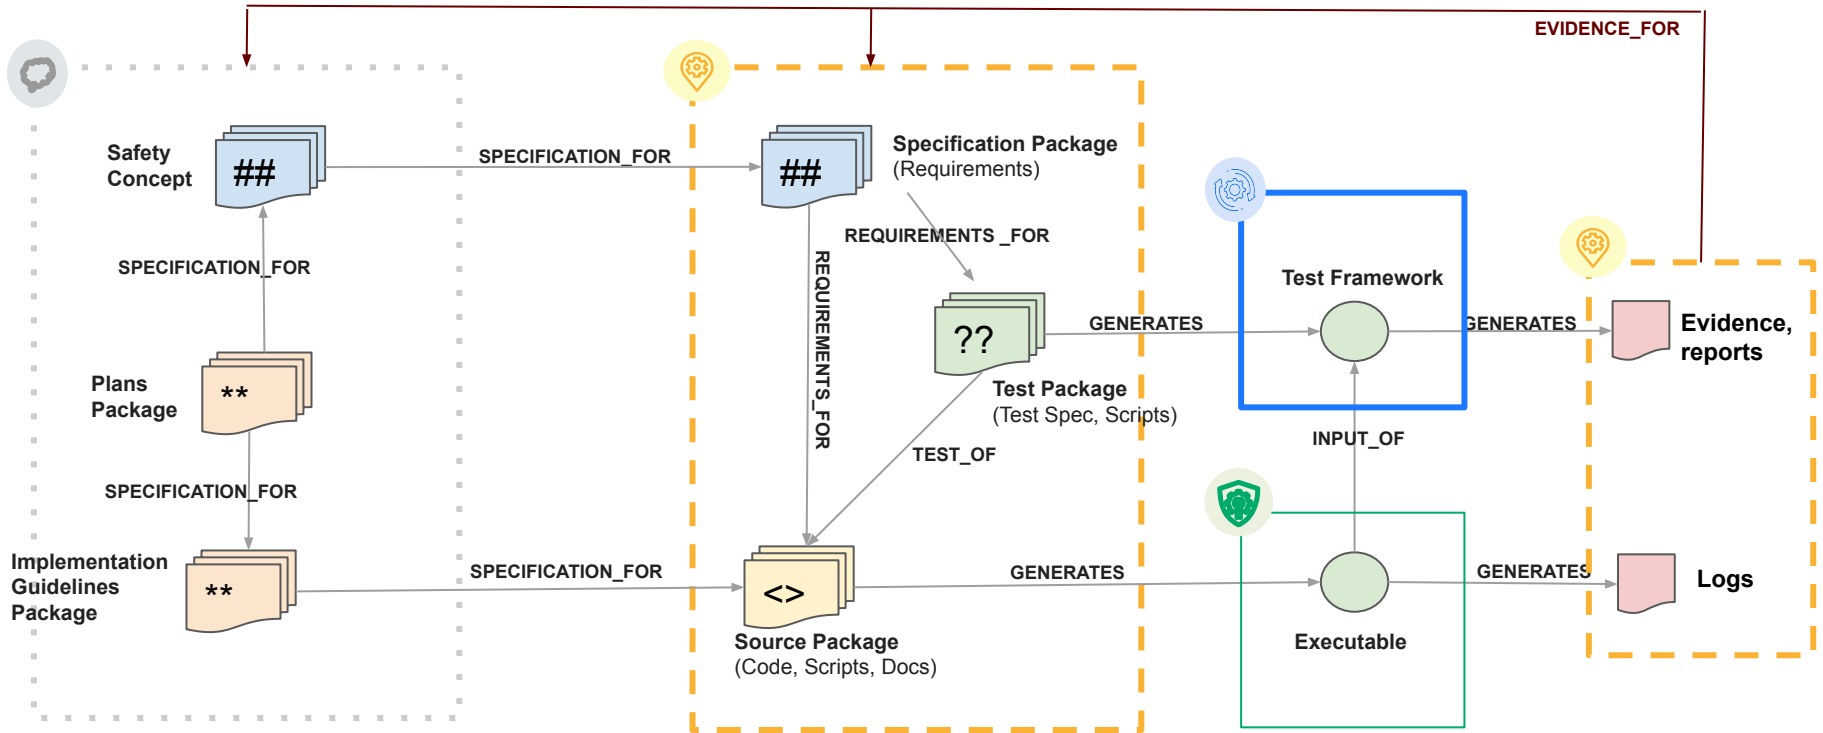 EVIDENCE_FOR
Safety
Concept
##
SPECIFICATION_FOR
##
Specification Package
(Requirements)
REQUIREMENTS _FOR
SPECIFICATION_FOR
REQUIREMENTS_FOR
Test Framework
??
GENERATES
GENERATES
Evidence,
reports
Plans
Package
**
Test Package
(Test Spec, Scripts)
TEST_OF
INPUT_OF
SPECIFICATION_FOR
Implementation
Guidelines
Package
**
SPECIFICATION_FOR
<>
GENERATES
GENERATES
Logs
Source Package
(Code, Scripts, Docs)
Executable